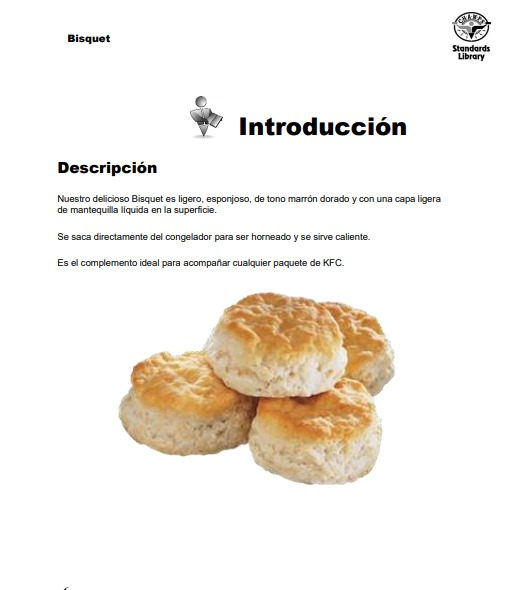 Bisquet
CHAMPS
Standards
Library
Introducción
Descripción
Nuestro delicioso Bisquet es ligero, esponjoso, de tono marrón dorado y con una capa ligera
de mantequilla líquida en la superficie.
Se saca directamente del congelador para ser horneado y se sirve caliente.
Es el complemento ideal para acompañar cualquier paquete de KFC.